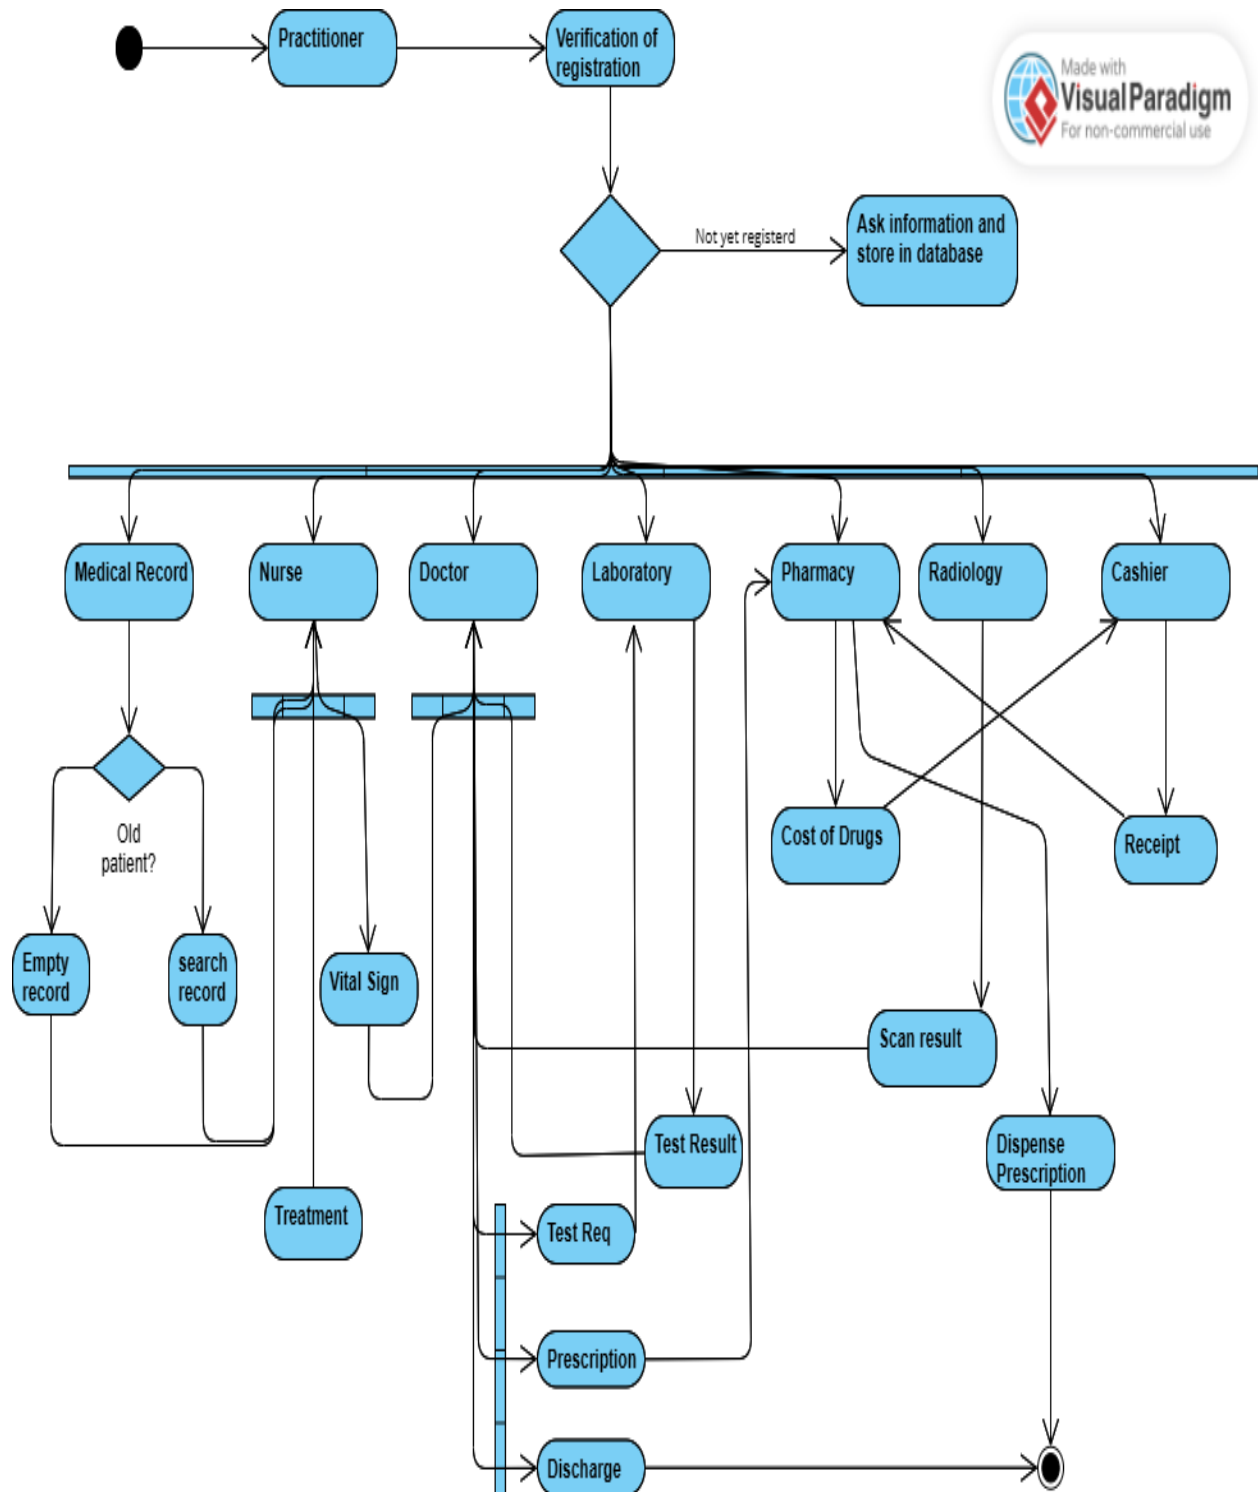 Practitioner
Verification of
registration
Made with
Visual Paradigm
For non-commercial use
Not yet registerd
Ask information and
store in database
Medical Record
Nurse
Doctor
Laboratory
Pharmacy
Radiology
Cashier
Old
patient?
Cost of Drugs
Receipt
Empty
record
search
record
Vital Sign
Scan result
Test Result
Dispense
Prescription
Treatment
Test Req
Prescription
Discharge